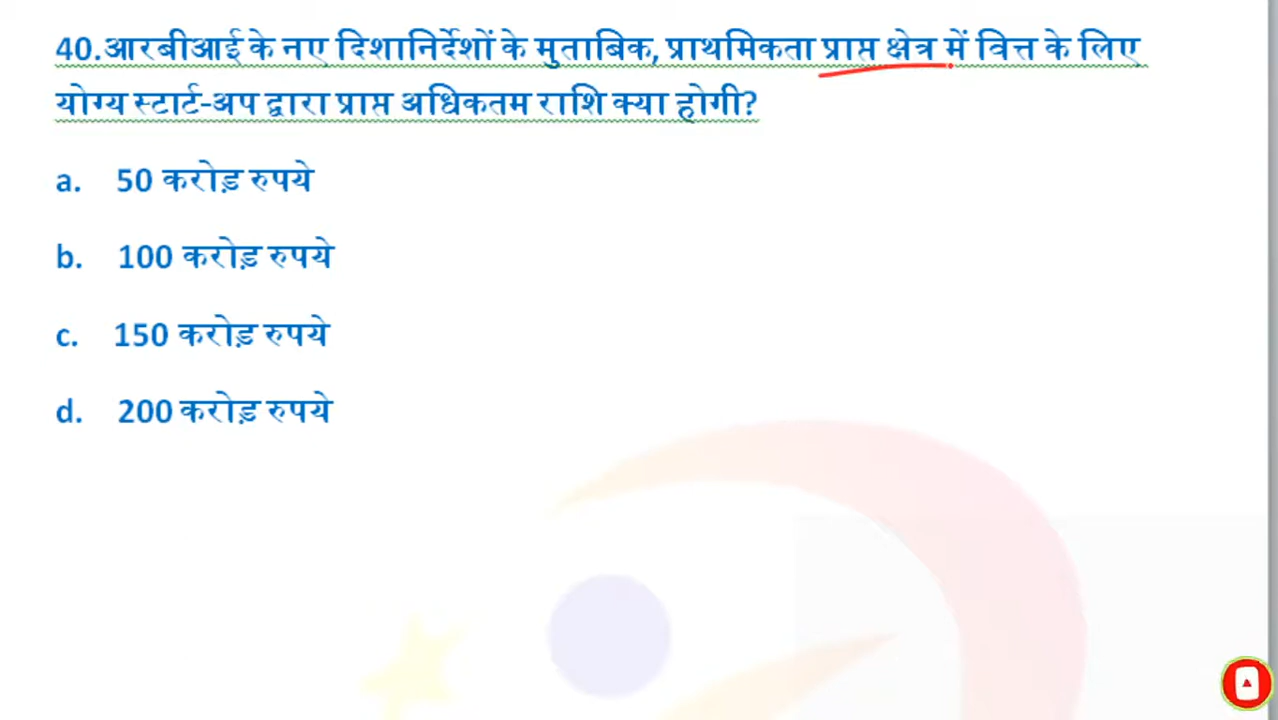 40.आरबीआई के नए दिशानिर्देशों के मुताबिक, प्राथमिकता प्राप्त क्षेत्र में वित्त के लिए
योग्य स्टार्ट-अप द्वारा प्राप्त अधिकतम राशि क्या होगी?
a. 50 करोड़ रुपये
b. 100 करोड़ रुपये
c. 150 करोड़ रुपये
d. 200 करोड़ रुपये